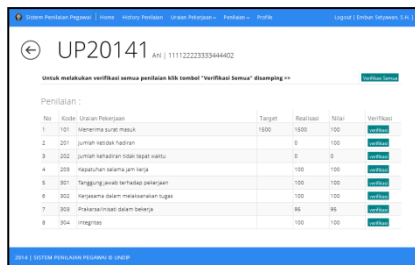 Sistem Penilaian Pegawai | Home History Penilaian Uraian Pekerjaan Penilaian Profile Logout | Embun Setyawan, S.H. |
UP20141 Ani | 111122223333444402
Untuk melakukan verifikasi semua penilaian klik tombol "Verifikasi Semua" disamping >> Verifikasi Semua
Penilaian :
No Kode Uraian Pekerjaan Target Realisasi Nilai Verifikasi
1 101 Menerima surat masuk 1500 1500 100 verifikasi
2 201 Jumlah ketidak hadiran 0 100 verifikasi
3 202 Jumlah kehadiran tidak tepat waktu 0 0 verifikasi
4 203 Kepatuhan selama jam kerja 100 100 verifikasi
5 301 Tanggung jawab terhadap pekerjaan 100 100 verifikasi
6 302 Kerjasama dalam melaksanakan tugas 100 100 verifikasi
7 303 Prakarsa/inisiati dalam bekerja 95 95 verifikasi
8 304 Integritas 100 100 verifikasi
2014 | SISTEM PENILAIAN PEGAWAI © UNDIP